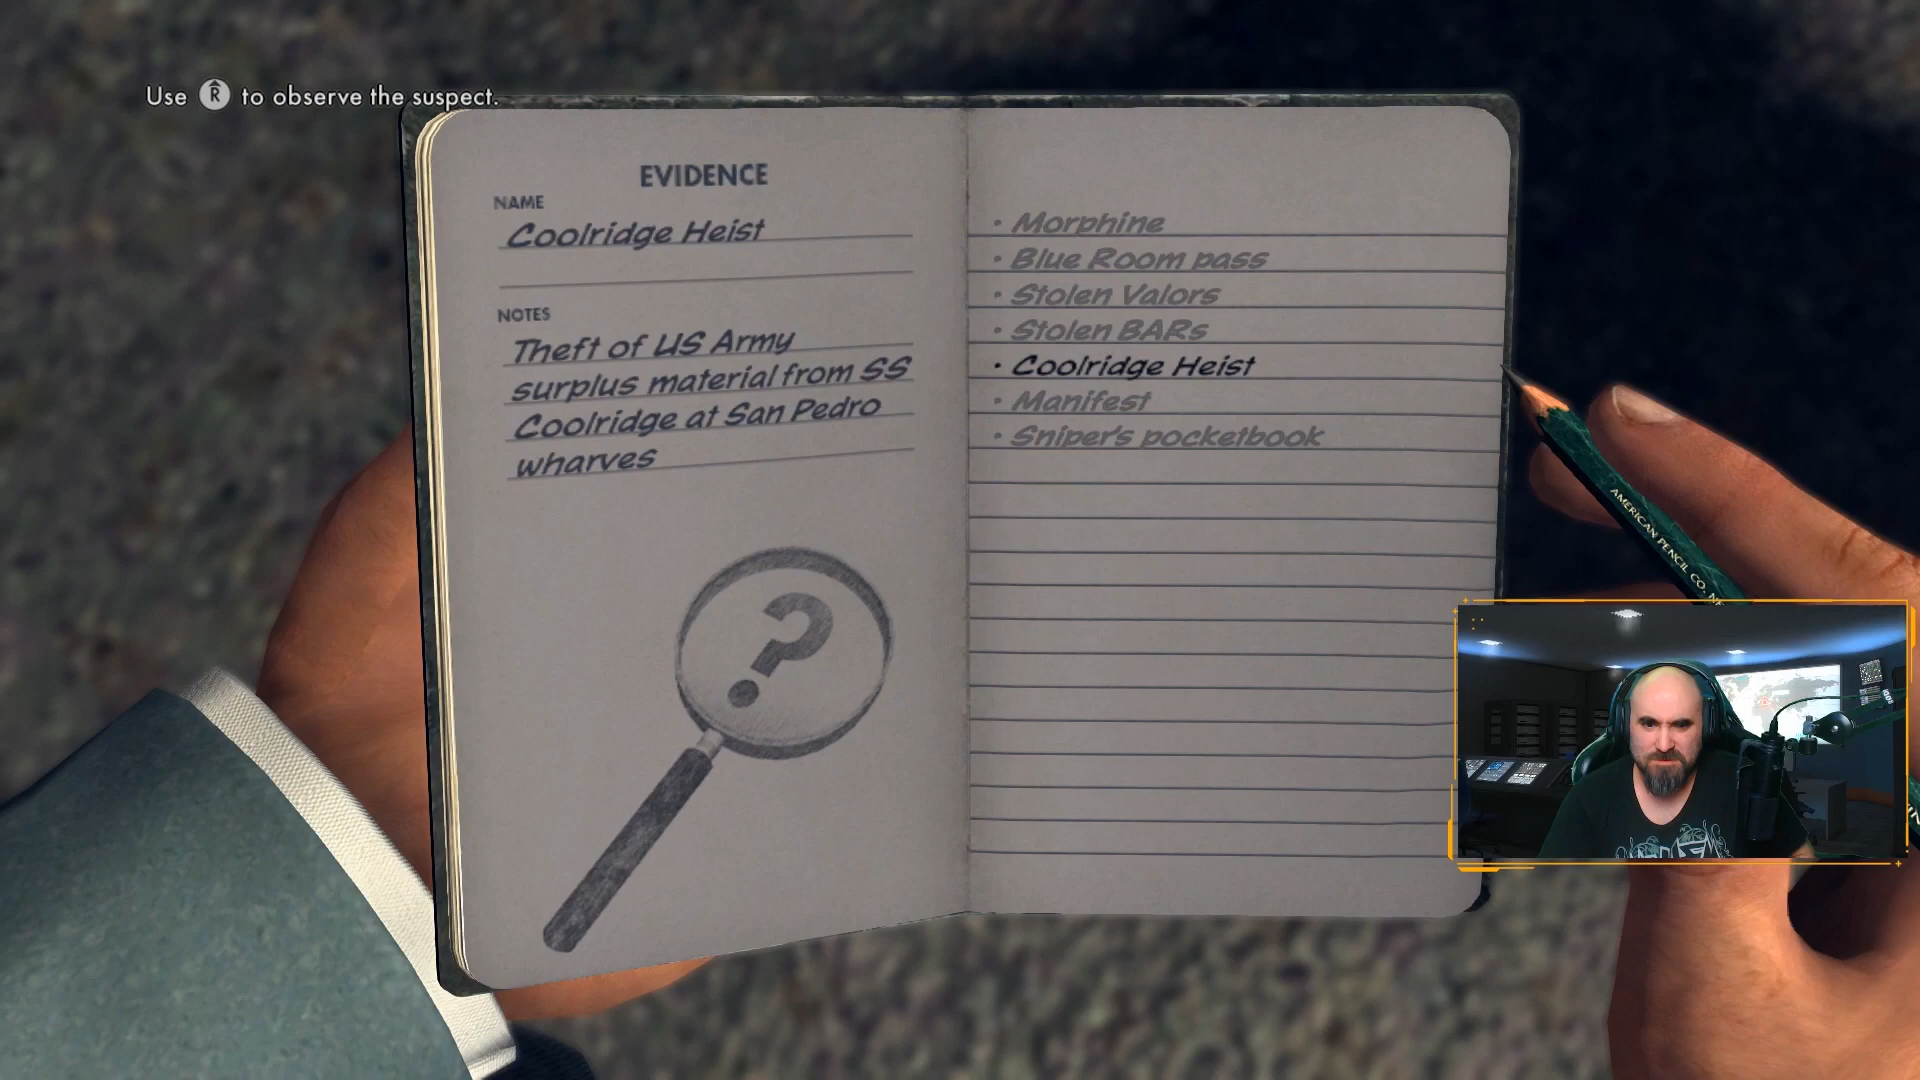 Use R to observe the suspect.
EVIDENCE
NAME
Coolridge Heist
NOTES
Theft of US Army
surplus material from SS
Coolridge at San Pedro
wharves
?
• Morphine
• Blue Room pass
• Stolen Valors
• Stolen BARs
• Coolridge Heist
• Manifest
• Sniper's pocketbook
AMERICAN PENCIL CO.